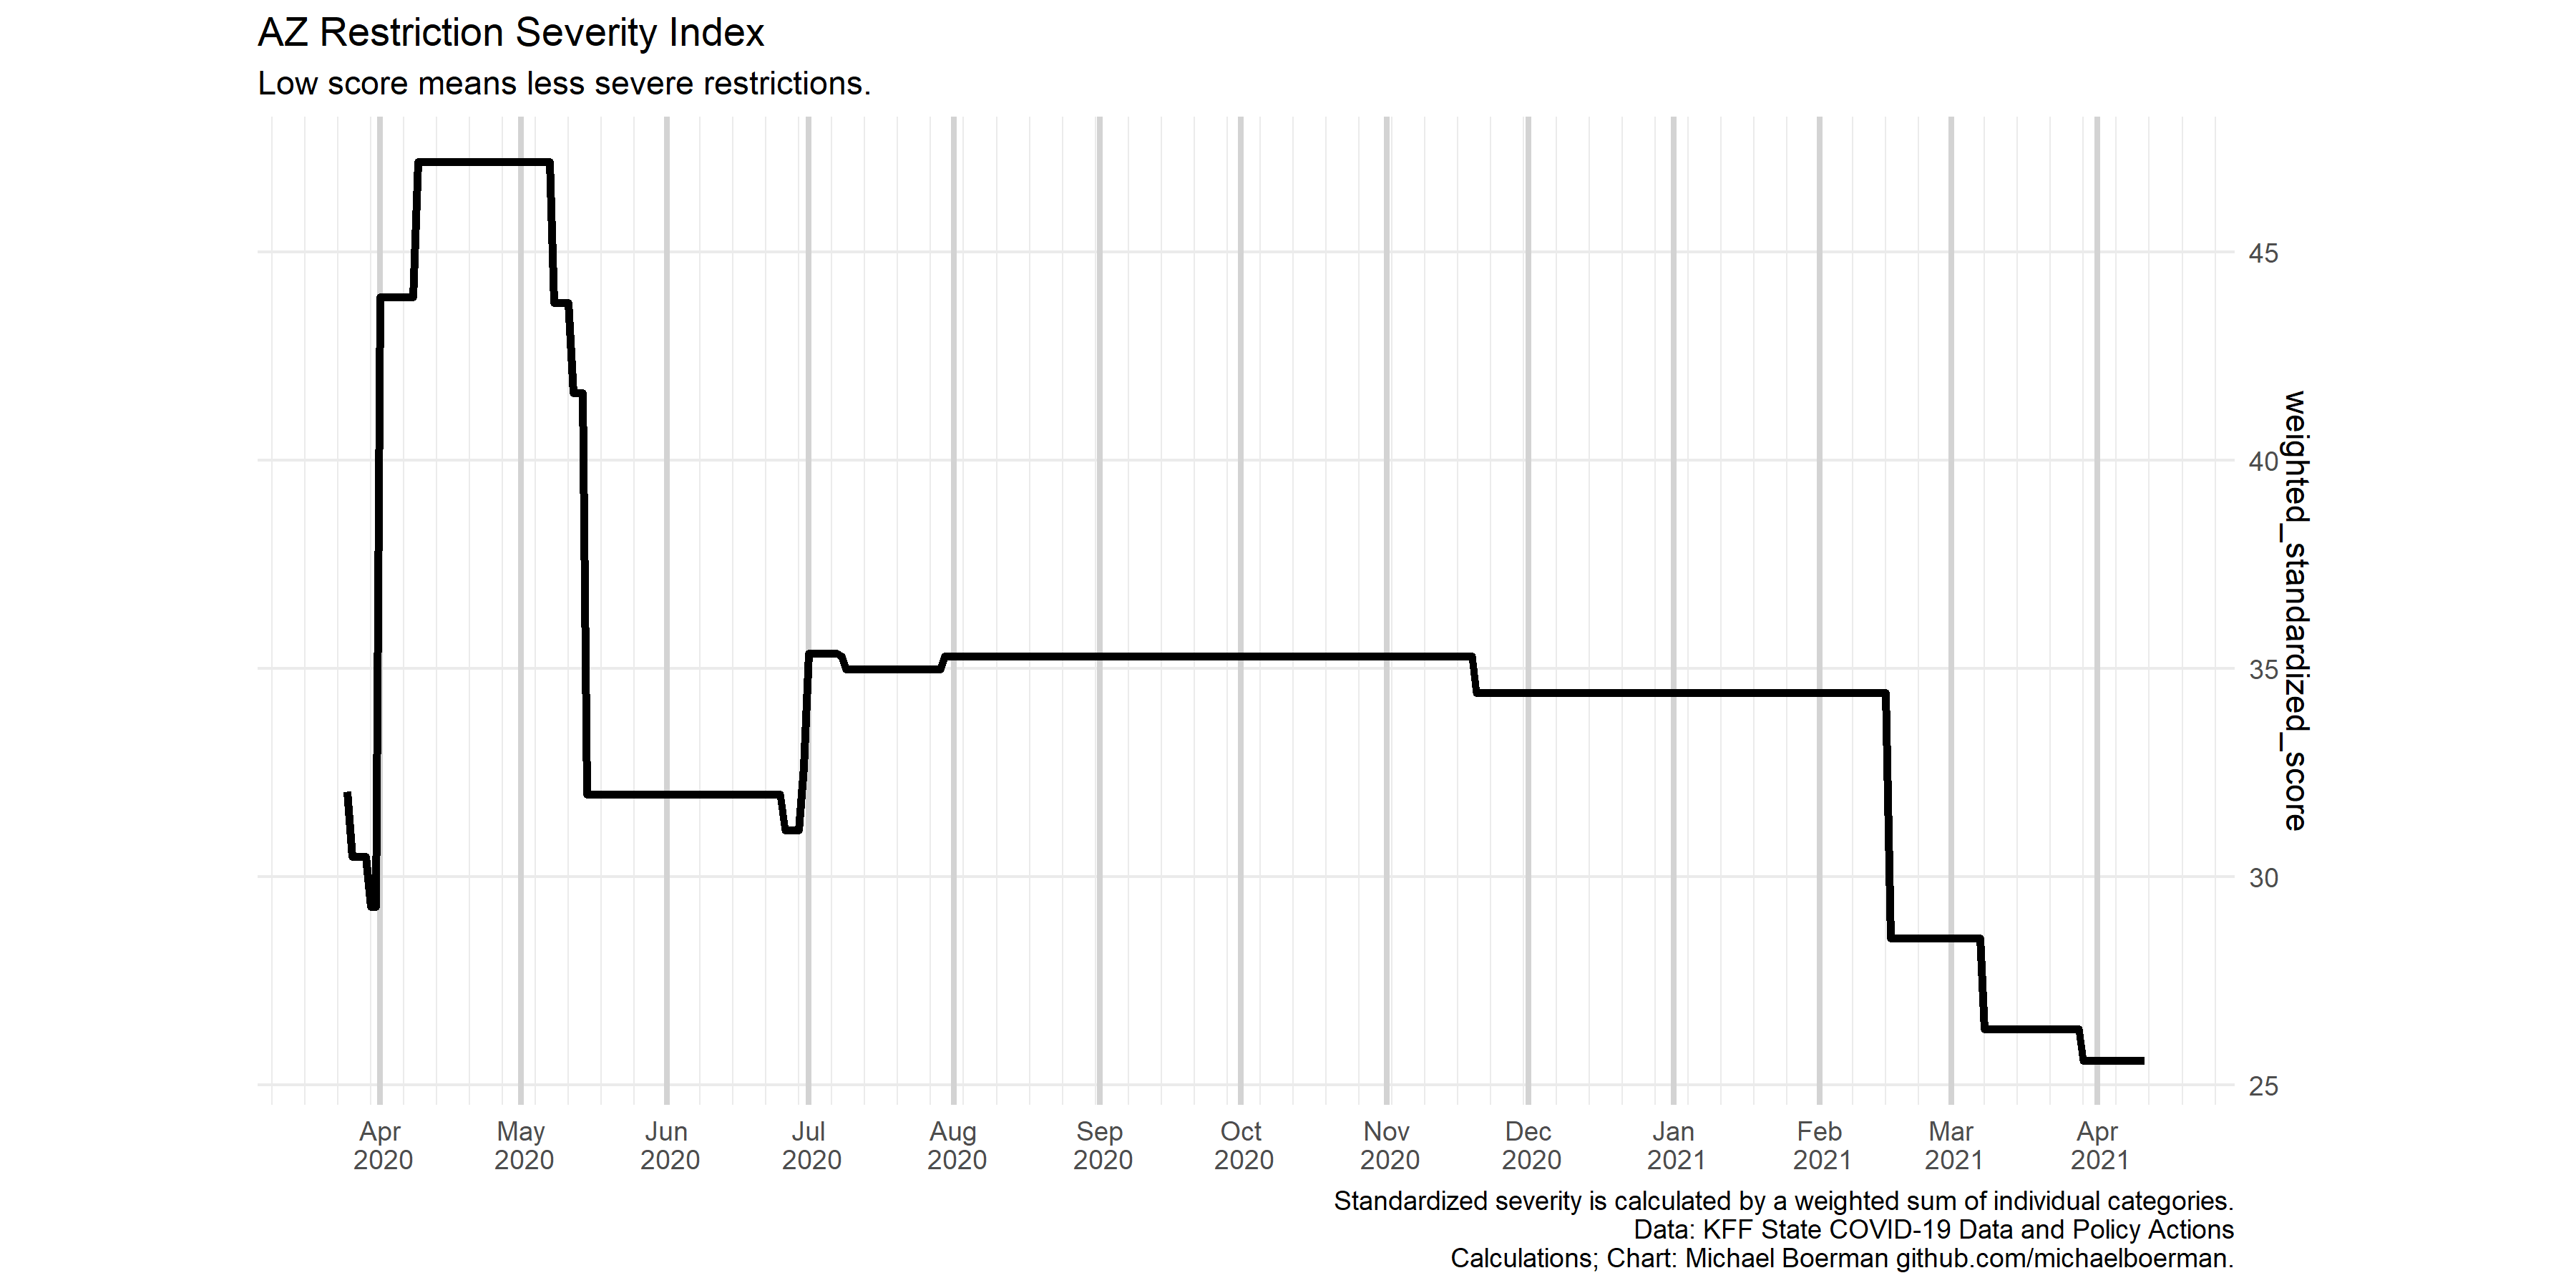 AZ Restriction Severity Index
Low score means less severe restrictions.
45
40
35
30
25
weighted_standardized_score
Apr May Jun Jul Aug Sep Oct Nov Dec Jan Feb Mar Apr
2020 2020 2020 2020 2020 2020 2020 2020 2020 2021 2021 2021 2021
Standardized severity is calculated by a weighted sum of individual categories.
Data: KFF State COVID-19 Data and Policy Actions
Calculations; Chart: Michael Boerman github.com/michaelboerman.